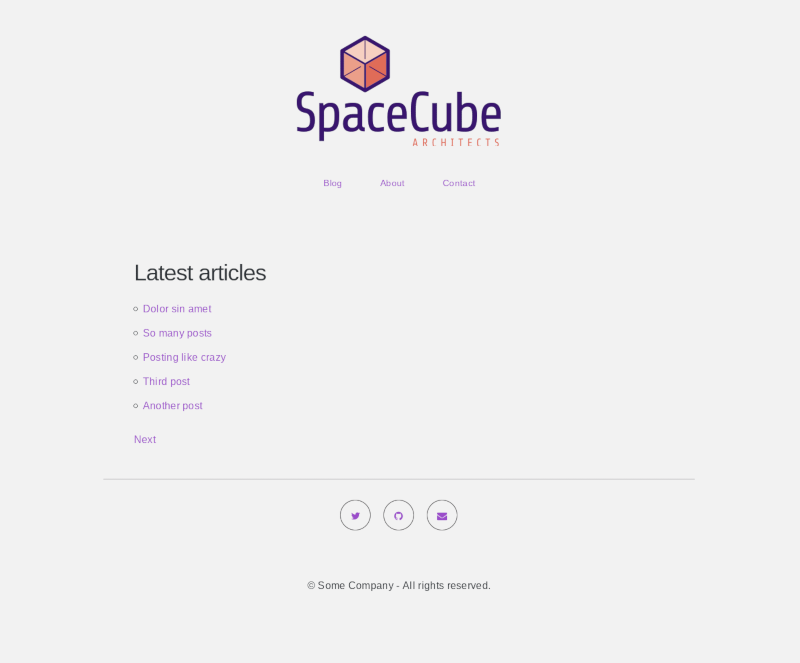 SpaceCube
ARCHITECTS
Blog About Contact
Latest articles
Dolor sin amet
So many posts
Posting like crazy
Third post
Another post
Next
© Some Company - All rights reserved.